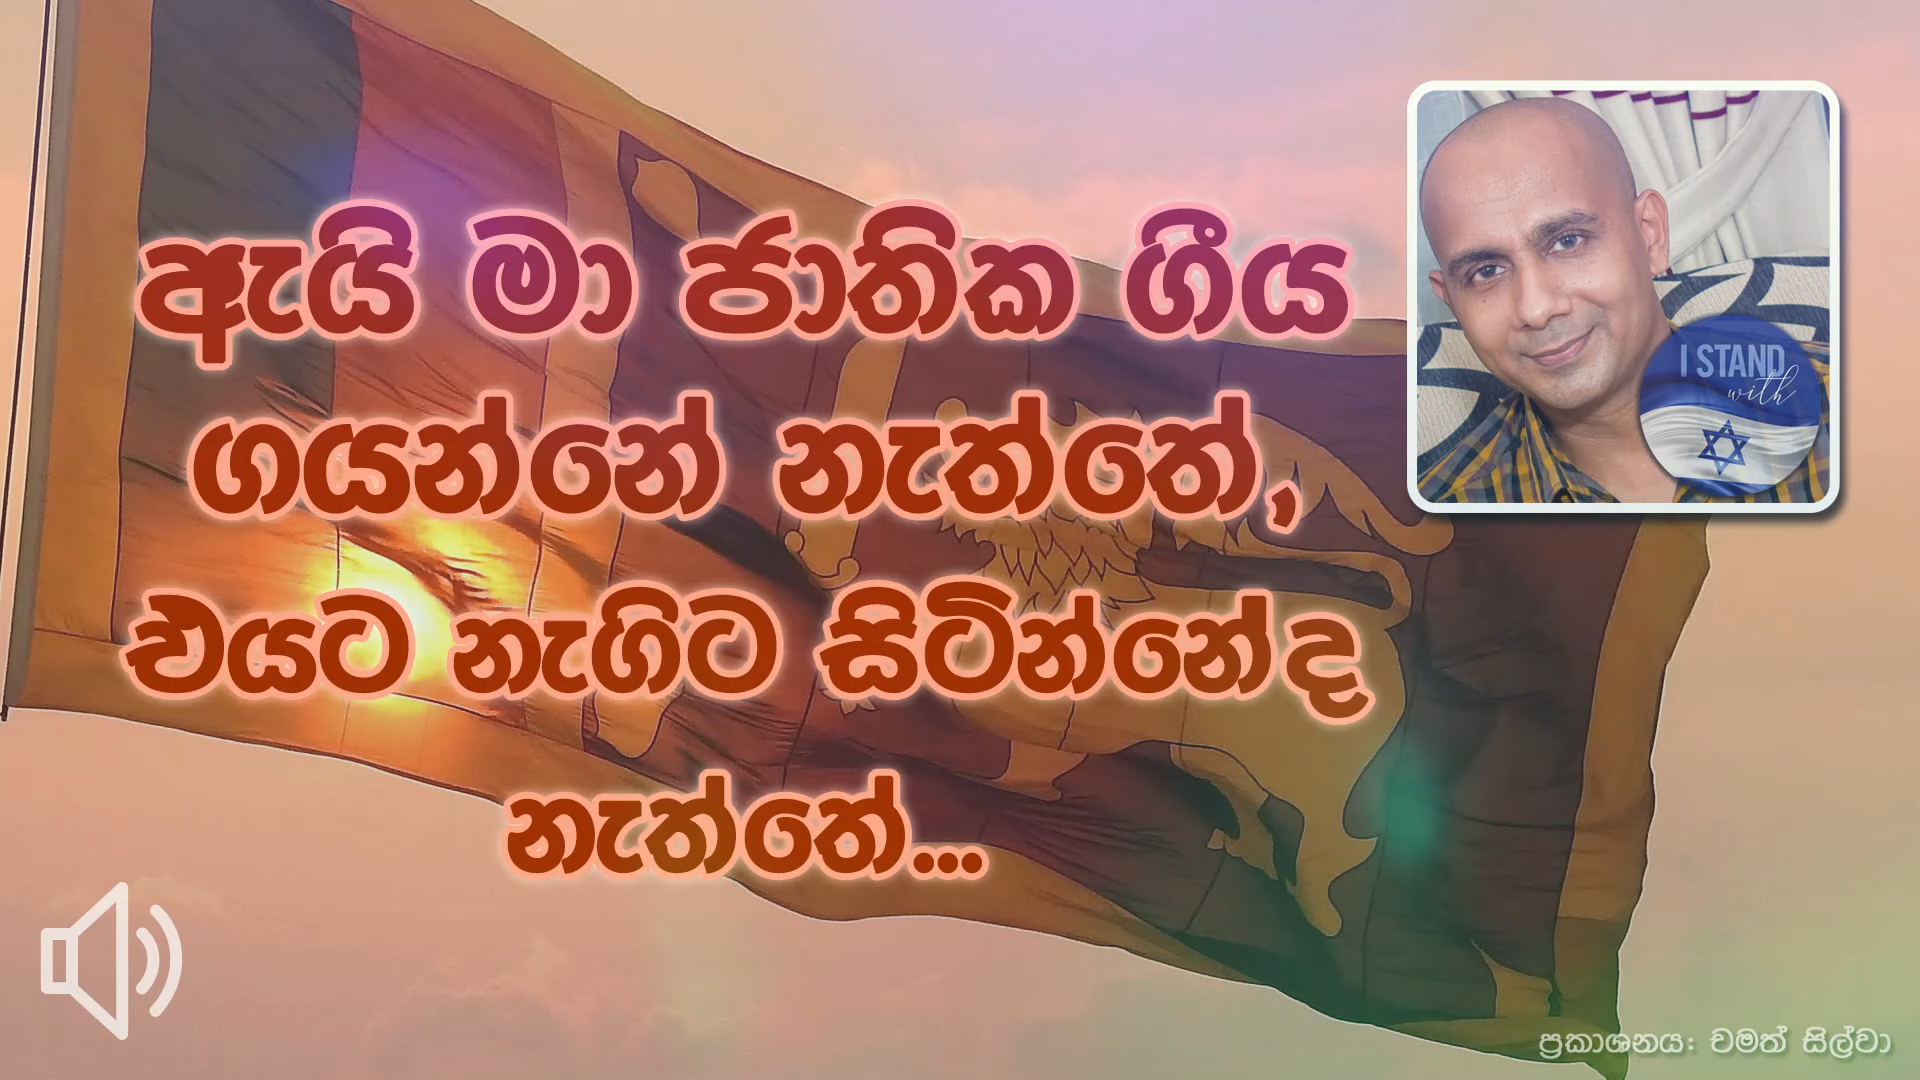 ඇයි මා ජාතික ගීය
ගයන්නේ නැත්තේ,
එයට නැගිට සිටින්නේද
නැත්තේ...
I STAND
with
ප්‍රකාශනය: චමත් සිල්වා